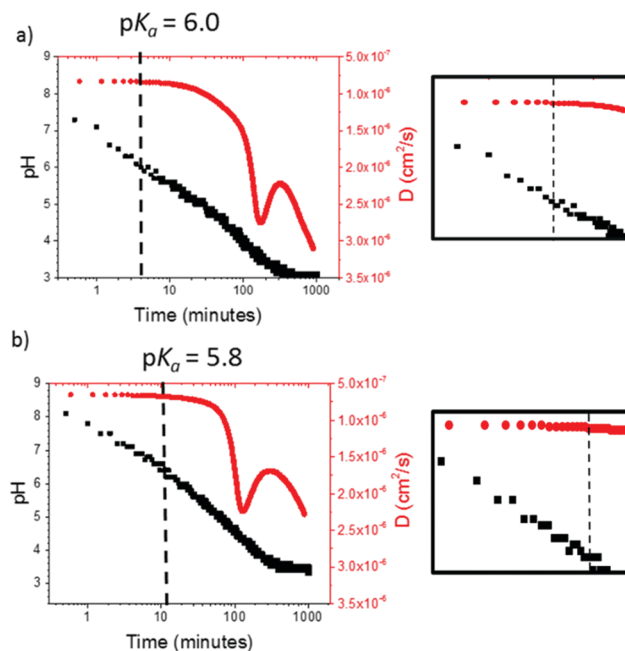 pKₐ = 6.0
a)
9
8
7
6
5
4
3
pH
1
10
100
1000
Time (minutes)
5.0x10⁻⁷
1.0x10⁻⁶
1.5x10⁻⁶
2.0x10⁻⁶
2.5x10⁻⁶
3.0x10⁻⁶
3.5x10⁻⁶
D (cm²/s)
b)
pKₐ = 5.8
9
8
7
6
5
4
3
pH
1
10
100
1000
Time (minutes)
5.0x10⁻⁷
1.0x10⁻⁶
1.5x10⁻⁶
2.0x10⁻⁶
2.5x10⁻⁶
3.0x10⁻⁶
3.5x10⁻⁶
D (cm²/s)